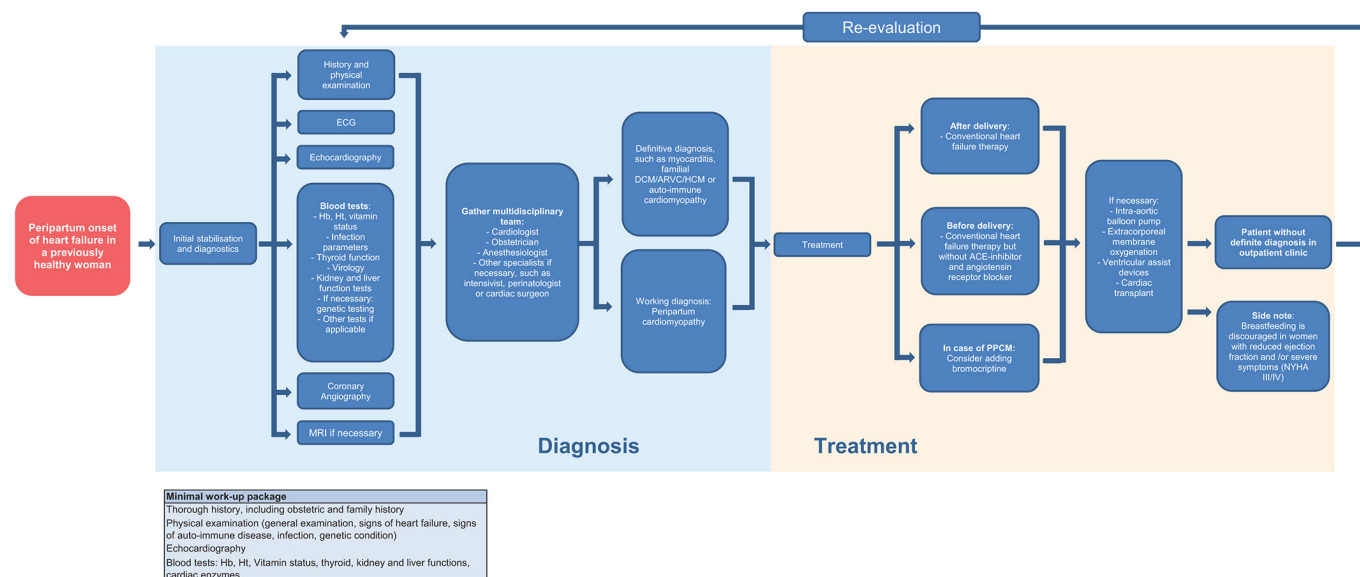 Re-evaluation
Peripartum onset
of heart failure in
a previously
healthy woman
Initial stabilisation
and diagnostics
History and
physical
examination
ECG
Echocardiography
Blood tests:
- Hb, Ht, vitamin
status
- Infection
parameters
- Thyroid function
- Virology
- Kidney and liver
function tests
- If necessary:
genetic testing
- Other tests if
applicable
Coronary
Angiography
MRI if necessary
Gather multidisciplinary
team:
- Cardiologist
- Obstetrician
- Anesthesiologist
- Other specialists if
necessary, such as
intensivist, perinatologist
or cardiac surgeon
Definitive diagnosis,
such as myocarditis,
familial
DCM/ARVC/HCM or
auto-immune
cardiomyopathy
Working diagnosis:
Peripartum
cardiomyopathy
Diagnosis
Treatment
After delivery:
- Conventional heart
failure therapy
Before delivery:
- Conventional heart
failure therapy but
without ACE-inhibitor
and angiotensin
receptor blocker
In case of PPCM:
Consider adding
bromocriptine
If necessary:
- Intra-aortic
balloon pump
- Extracorporeal
membrane
oxygenation
- Ventricular assist
devices
- Cardiac
transplant
Patient without
definite diagnosis in
outpatient clinic
Side note:
Breastfeeding is
discouraged in women
with reduced ejection
fraction and /or severe
symptoms (NYHA
III/IV)
Treatment
Minimal work-up package
Thorough history, including obstetric and family history
Physical examination (general examination, signs of heart failure, signs
of auto-immune disease, infection, genetic condition)
Echocardiography
Blood tests: Hb, Ht, Vitamin status, thyroid, kidney and liver functions,
cardiac enzymes